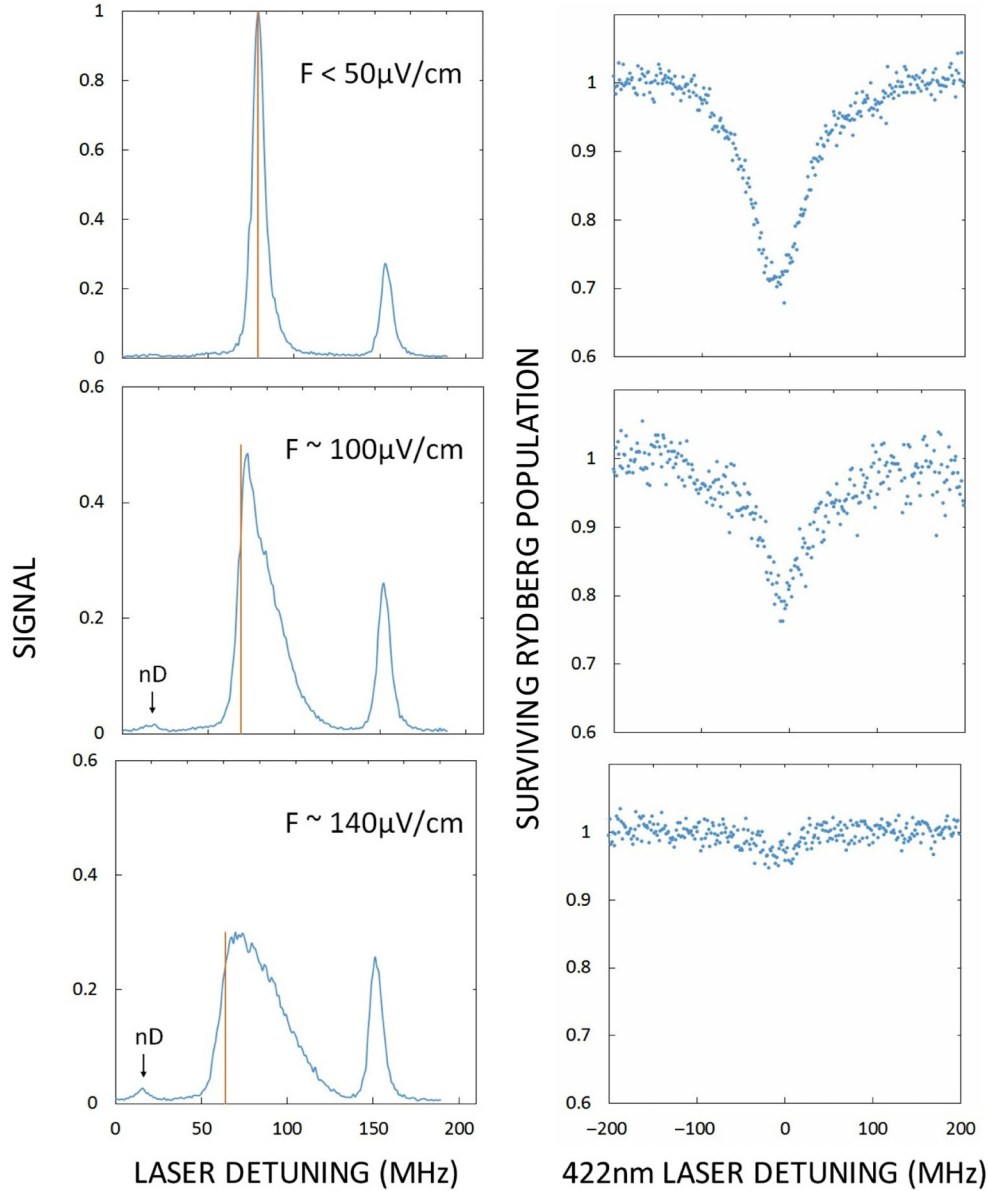 1
0.8
0.6
0.4
0.2
0
F < 50µV/cm
1
0.9
0.8
0.7
0.6
0.6
0.4
0.2
0
F ~ 100µV/cm
nD
1
0.9
0.8
0.7
0.6
0.6
0.4
0.2
0
F ~ 140µV/cm
nD
0 50 100 150 200
1
0.9
0.8
0.7
0.6
−200 −100 0 100 200
SIGNAL
SURVIVING RYDBERG POPULATION
LASER DETUNING (MHz)
422nm LASER DETUNING (MHz)